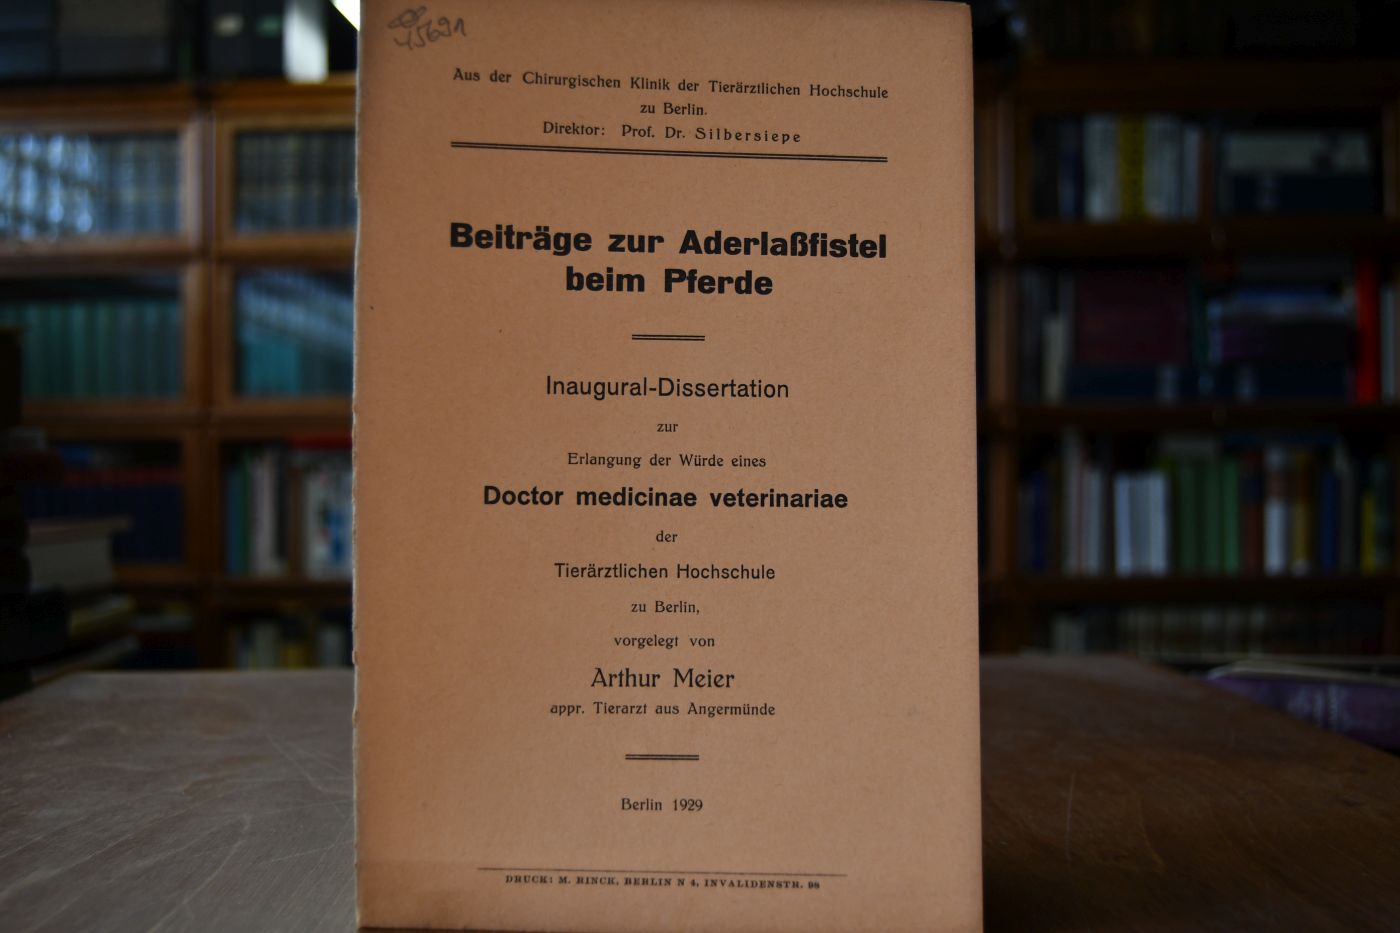 45691
Aus der Chirurgischen Klinik der Tierärztlichen Hochschule
zu Berlin.
Direktor: Prof. Dr. Silbersiepe
Beiträge zur Aderlaßfistel
beim Pferde
Inaugural-Dissertation
zur
Erlangung der Würde eines
Doctor medicinae veterinariae
der
Tierärztlichen Hochschule
zu Berlin,
vorgelegt von
Arthur Meier
appr. Tierarzt aus Angermünde
Berlin 1929
DRUCK: M. RINCK, BERLIN N 4, INVALIDENSTR. 98